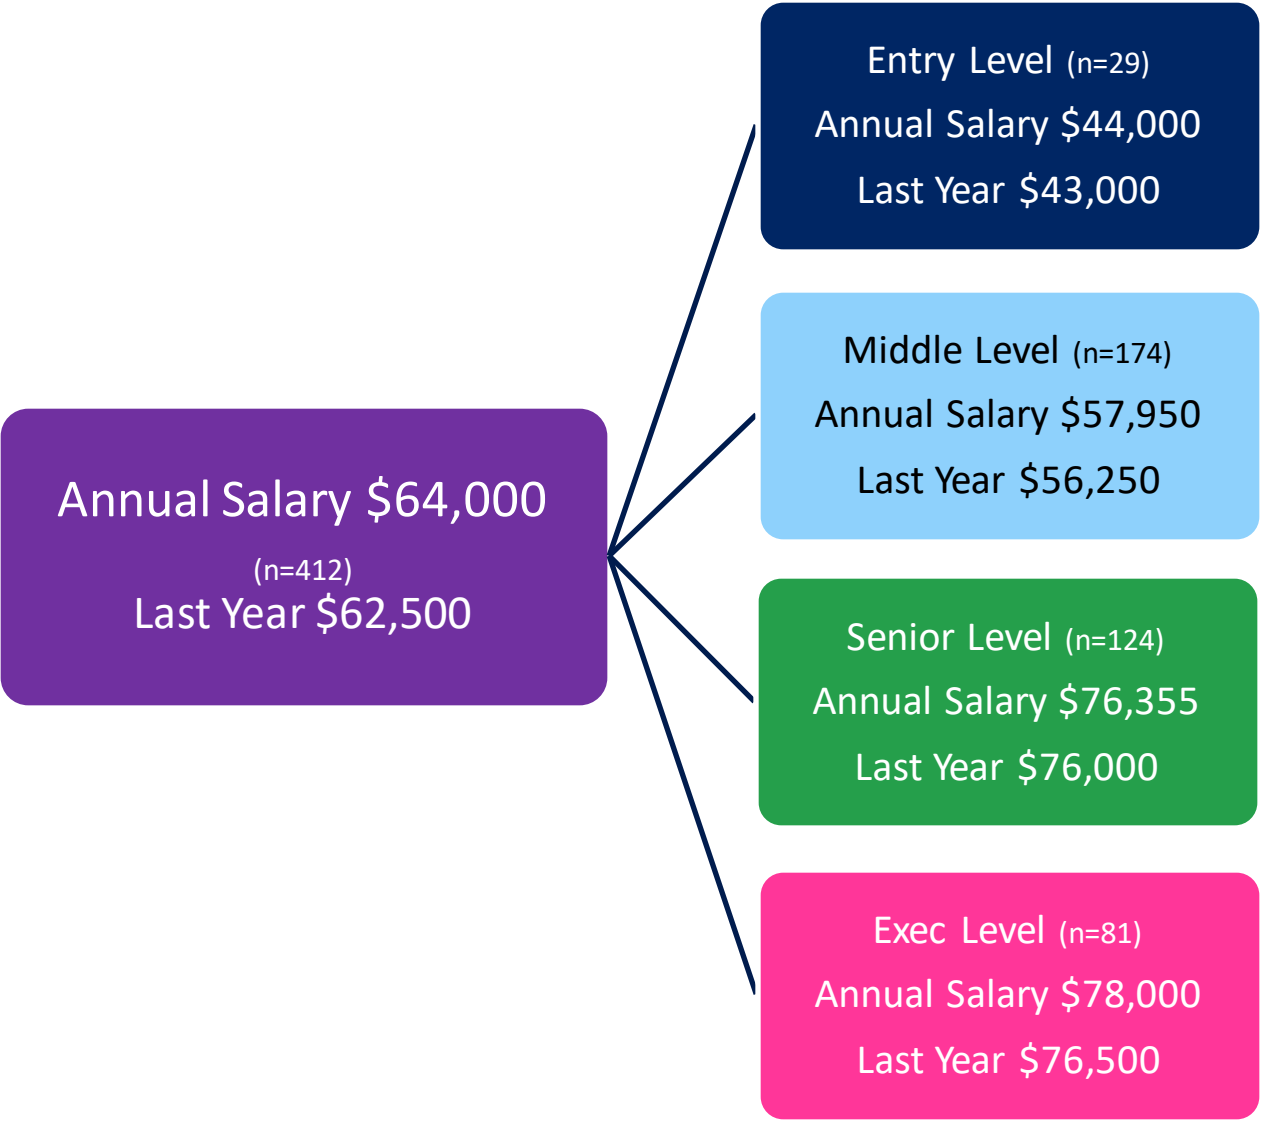 Annual Salary $64,000
(n=412)
Last Year $62,500
Entry Level (n=29)
Annual Salary $44,000
Last Year $43,000
Middle Level (n=174)
Annual Salary $57,950
Last Year $56,250
Senior Level (n=124)
Annual Salary $76,355
Last Year $76,000
Exec Level (n=81)
Annual Salary $78,000
Last Year $76,500